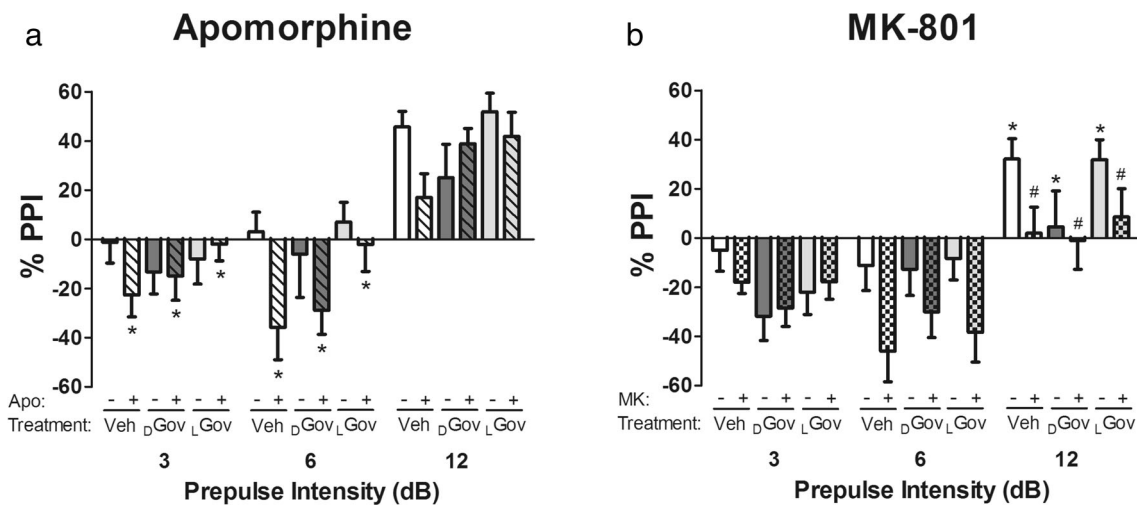 a
Apomorphine
% PPI
60
40
20
0
-20
-40
-60
* * * * * *
Apo: - + - + - + - + - + - + - + - + - +
Treatment: Veh DGov LGov Veh DGov LGov Veh DGov LGov
3 6 12
Prepulse Intensity (dB)
b
MK-801
% PPI
60
40
20
0
-20
-40
-60
* # * # * #
MK: - + - + - + - + - + - + - + - + - +
Treatment: Veh DGov LGov Veh DGov LGov Veh DGov LGov
3 6 12
Prepulse Intensity (dB)